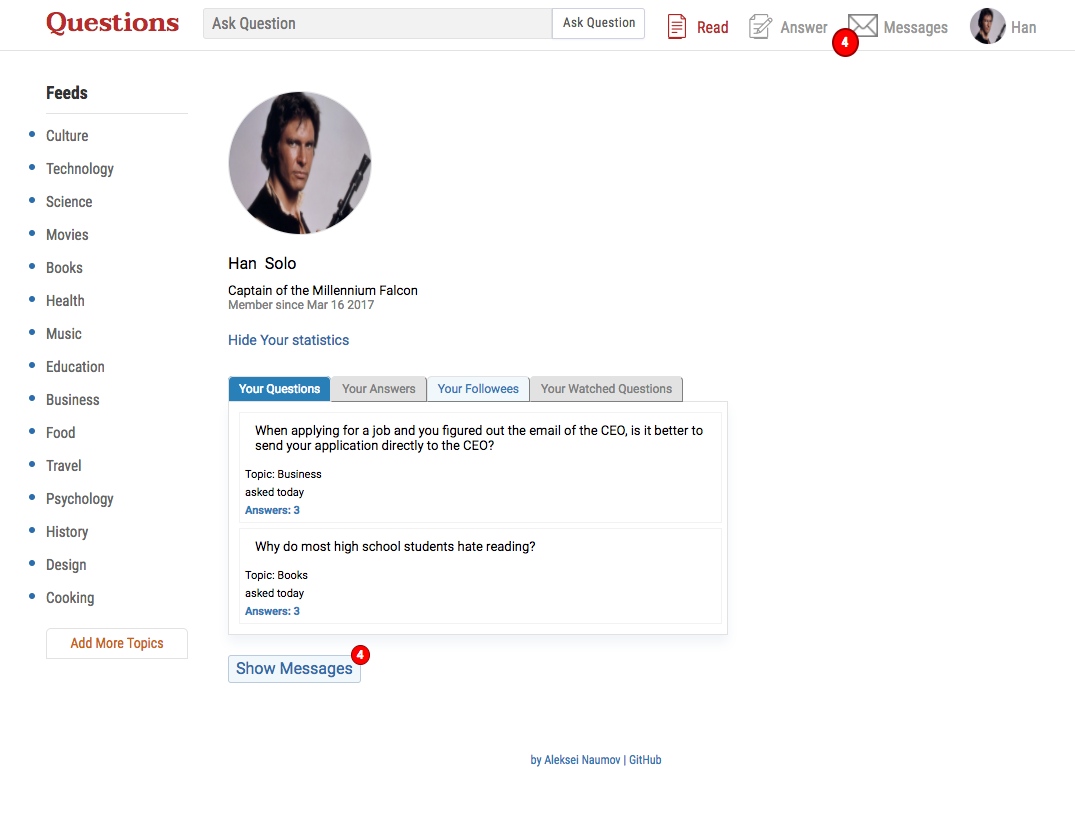 Questions
Ask Question
Ask Question
Read
Answer
4
Messages
Han
Feeds
Culture
Technology
Science
Movies
Books
Health
Music
Education
Business
Food
Travel
Psychology
History
Design
Cooking
Add More Topics
Han Solo
Captain of the Millennium Falcon
Member since Mar 16 2017
Hide Your statistics
Your Questions
Your Answers
Your Followees
Your Watched Questions
When applying for a job and you figured out the email of the CEO, is it better to
send your application directly to the CEO?
Topic: Business
asked today
Answers: 3
Why do most high school students hate reading?
Topic: Books
asked today
Answers: 3
Show Messages
4
by Aleksei Naumov | GitHub